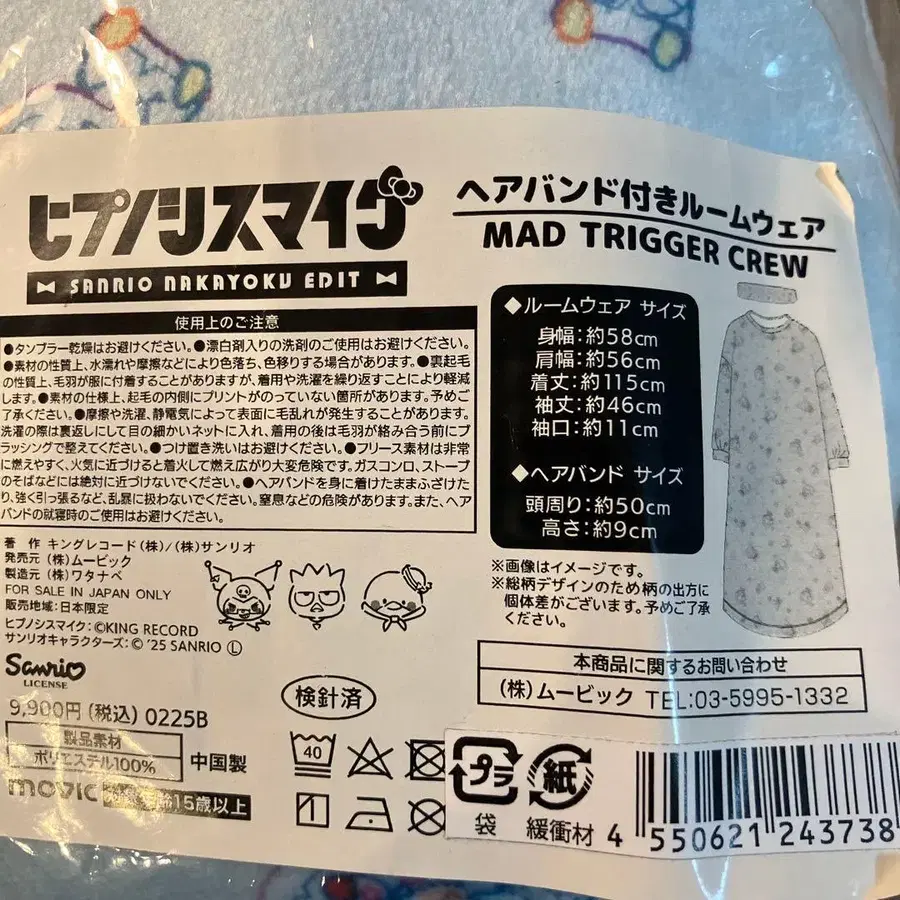 ヒプノシスマイク
SANRIO NAKAYOKU EDIT
ヘアバンド付きルームウェア
MAD TRIGGER CREW
使用上のご注意
●タンブラー乾燥はお避けください。●漂白剤入りの洗剤のご使用はお避けください。
●素材の性質上、水濡れや摩擦などにより色落ち、色移りする場合があります。●裏起毛
の性質上、毛羽が服に付着することがありますが、着用や洗濯を繰り返すことにより軽減
します。●素材の仕様上、起毛の内側にプリントがのっていない箇所があります。予めご
了承ください。●摩擦や洗濯、静電気によって表面に毛乱れが発生することがあります。
洗濯の際は裏返しにして目の細かいネットに入れ、着用の後は毛羽が絡み合う前にブ
ラッシングで整えてください。●つけ置き洗いはお避けください。●フリース素材は非常
に燃えやすく、火気に近づけると着火して燃え広がり大変危険です。ガスコンロ、ストーブ
のそばなどには絶対に近づけないでください。●ヘアバンドを身に着けたままふざけた
り、強く引っ張るなど、乱暴に扱わないでください。窒息などの危険があります。また、ヘア
バンドの就寝時のご使用はお避けください。
◆ルームウェア サイズ
身幅：約58cm
肩幅：約56cm
着丈：約115cm
袖丈：約46cm
袖口：約11cm
◆ヘアバンド サイズ
頭周り：約50cm
高さ：約9cm
※画像はイメージです。
※総柄デザインのため柄の出方に
個体差がございます。予めご了承
ください。
著 作 キングレコード(株)/(株)サンリオ
発売元 (株)ムービック
製造元 (株)ワタナベ
FOR SALE IN JAPAN ONLY
販売地域：日本限定
ヒプノシスマイク：©KING RECORD
サンリオキャラクターズ：© '25 SANRIO Ⓛ
Sanrio
LICENSE
9,900円(税込) 0225B
製品素材
ポリエステル100%
中国製
movic
15歳以上
検針済
40
本商品に関するお問い合わせ
(株)ムービック TEL:03-5995-1332
プラ
袋
紙
緩衝材
4 550621 243738